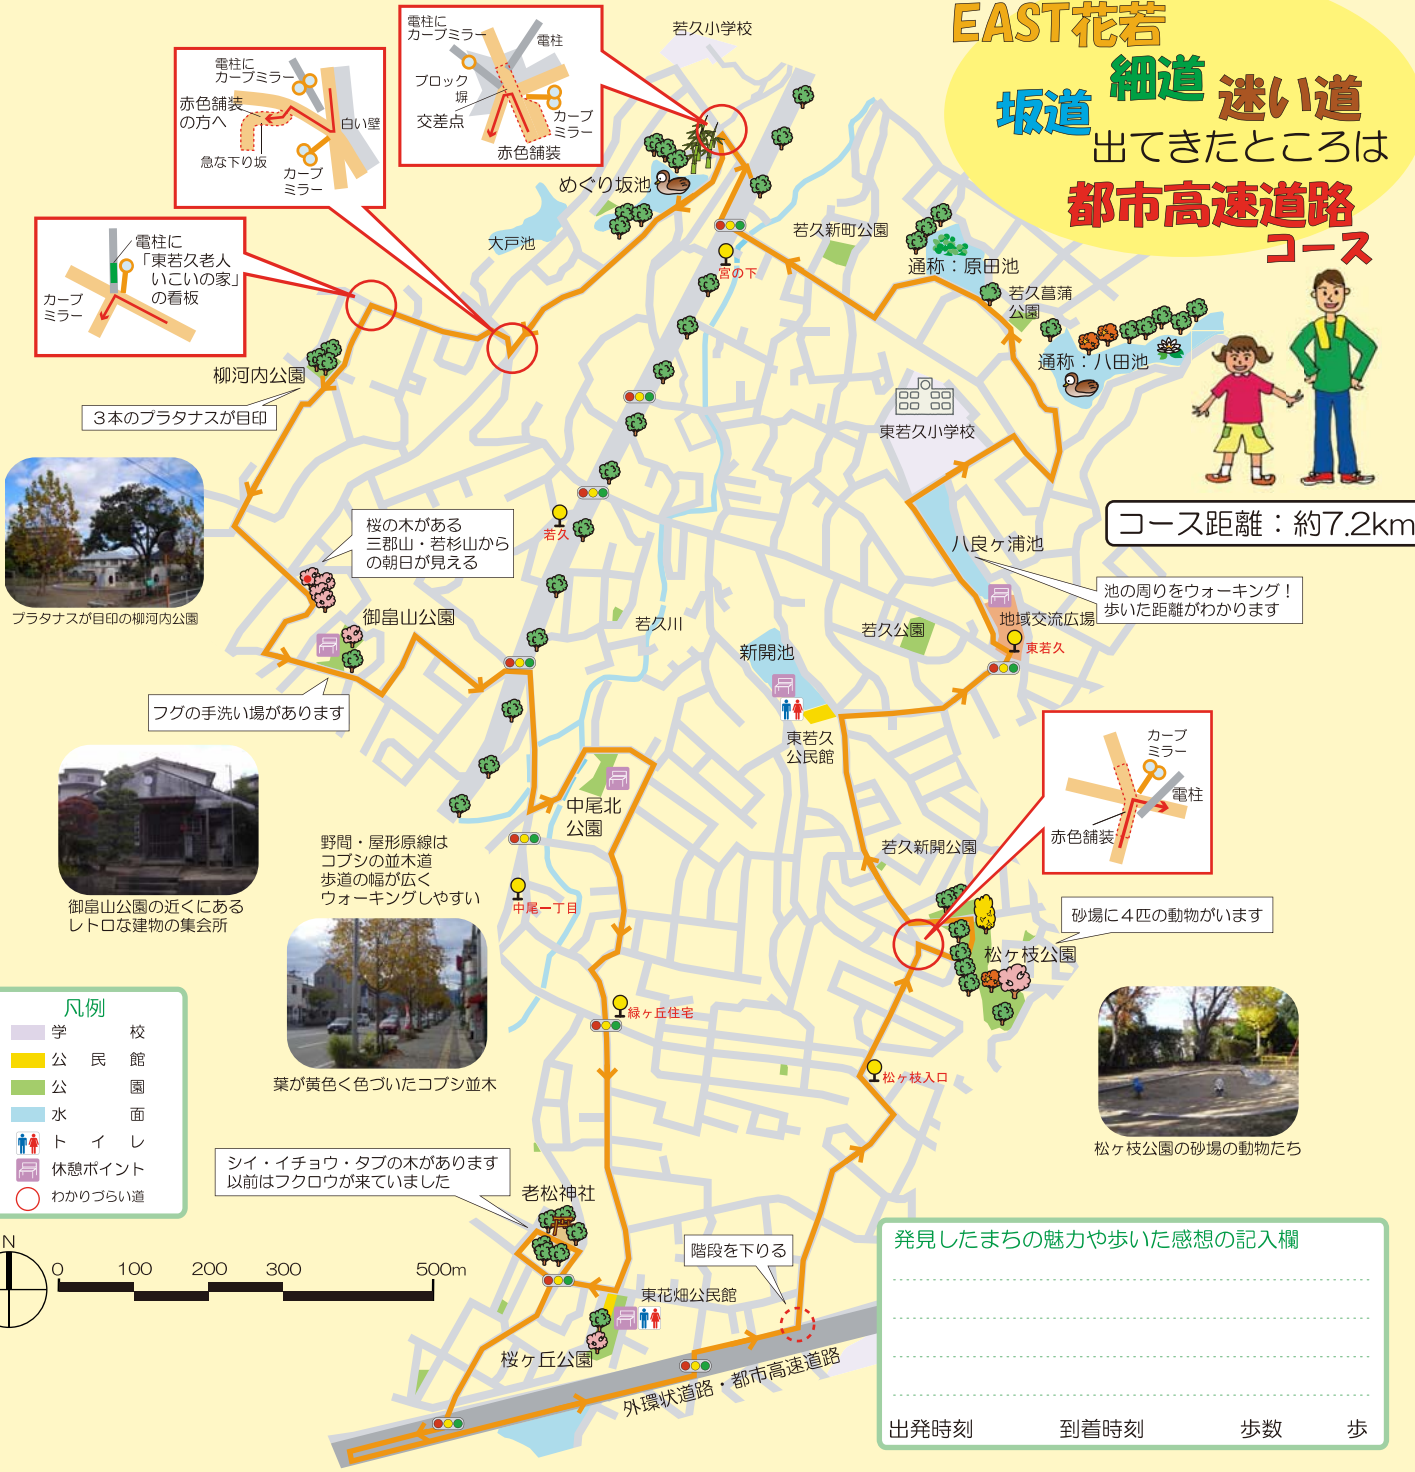 EAST花若
坂道
細道
迷い道
出てきたところは
都市高速道路
コース
コース距離：約7.2km
電柱に
カーブミラー
電柱
ブロック
塀
交差点
カーブ
ミラー
赤色舗装
若久小学校
電柱に
カーブミラー
赤色舗装
の方へ
白い壁
急な下り坂
カーブ
ミラー
電柱に
「東若久老人
いこいの家」
の看板
カーブ
ミラー
めぐり坂池
大戸池
若久新町公園
宮の下
通称：原田池
若久菖蒲
公園
通称：八田池
柳河内公園
3本のプラタナスが目印
東若久小学校
プラタナスが目印の柳河内公園
桜の木がある
三郡山・若杉山から
の朝日が見える
若久
八良ヶ浦池
池の周りをウォーキング！
歩いた距離がわかります
地域交流広場
東若久
御畠山公園
若久川
若久公園
新開池
フグの手洗い場があります
東若久
公民館
カーブ
ミラー
電柱
赤色舗装
中尾北
公園
御畠山公園の近くにある
レトロな建物の集会所
野間・屋形原線は
コブシの並木道
歩道の幅が広く
ウォーキングしやすい
中尾一丁目
若久新開公園
砂場に4匹の動物がいます
松ヶ枝公園
緑ヶ丘住宅
葉が黄色く色づいたコブシ並木
松ヶ枝入口
松ヶ枝公園の砂場の動物たち
凡例
学校
公民館
公園
水面
トイレ
休憩ポイント
わかりづらい道
N
0 100 200 300 500m
シイ・イチョウ・タブの木があります
以前はフクロウが来ていました
老松神社
階段を下りる
東花畑公民館
桜ヶ丘公園
外環状道路・都市高速道路
発見したまちの魅力や歩いた感想の記入欄
出発時刻 到着時刻 歩数 歩